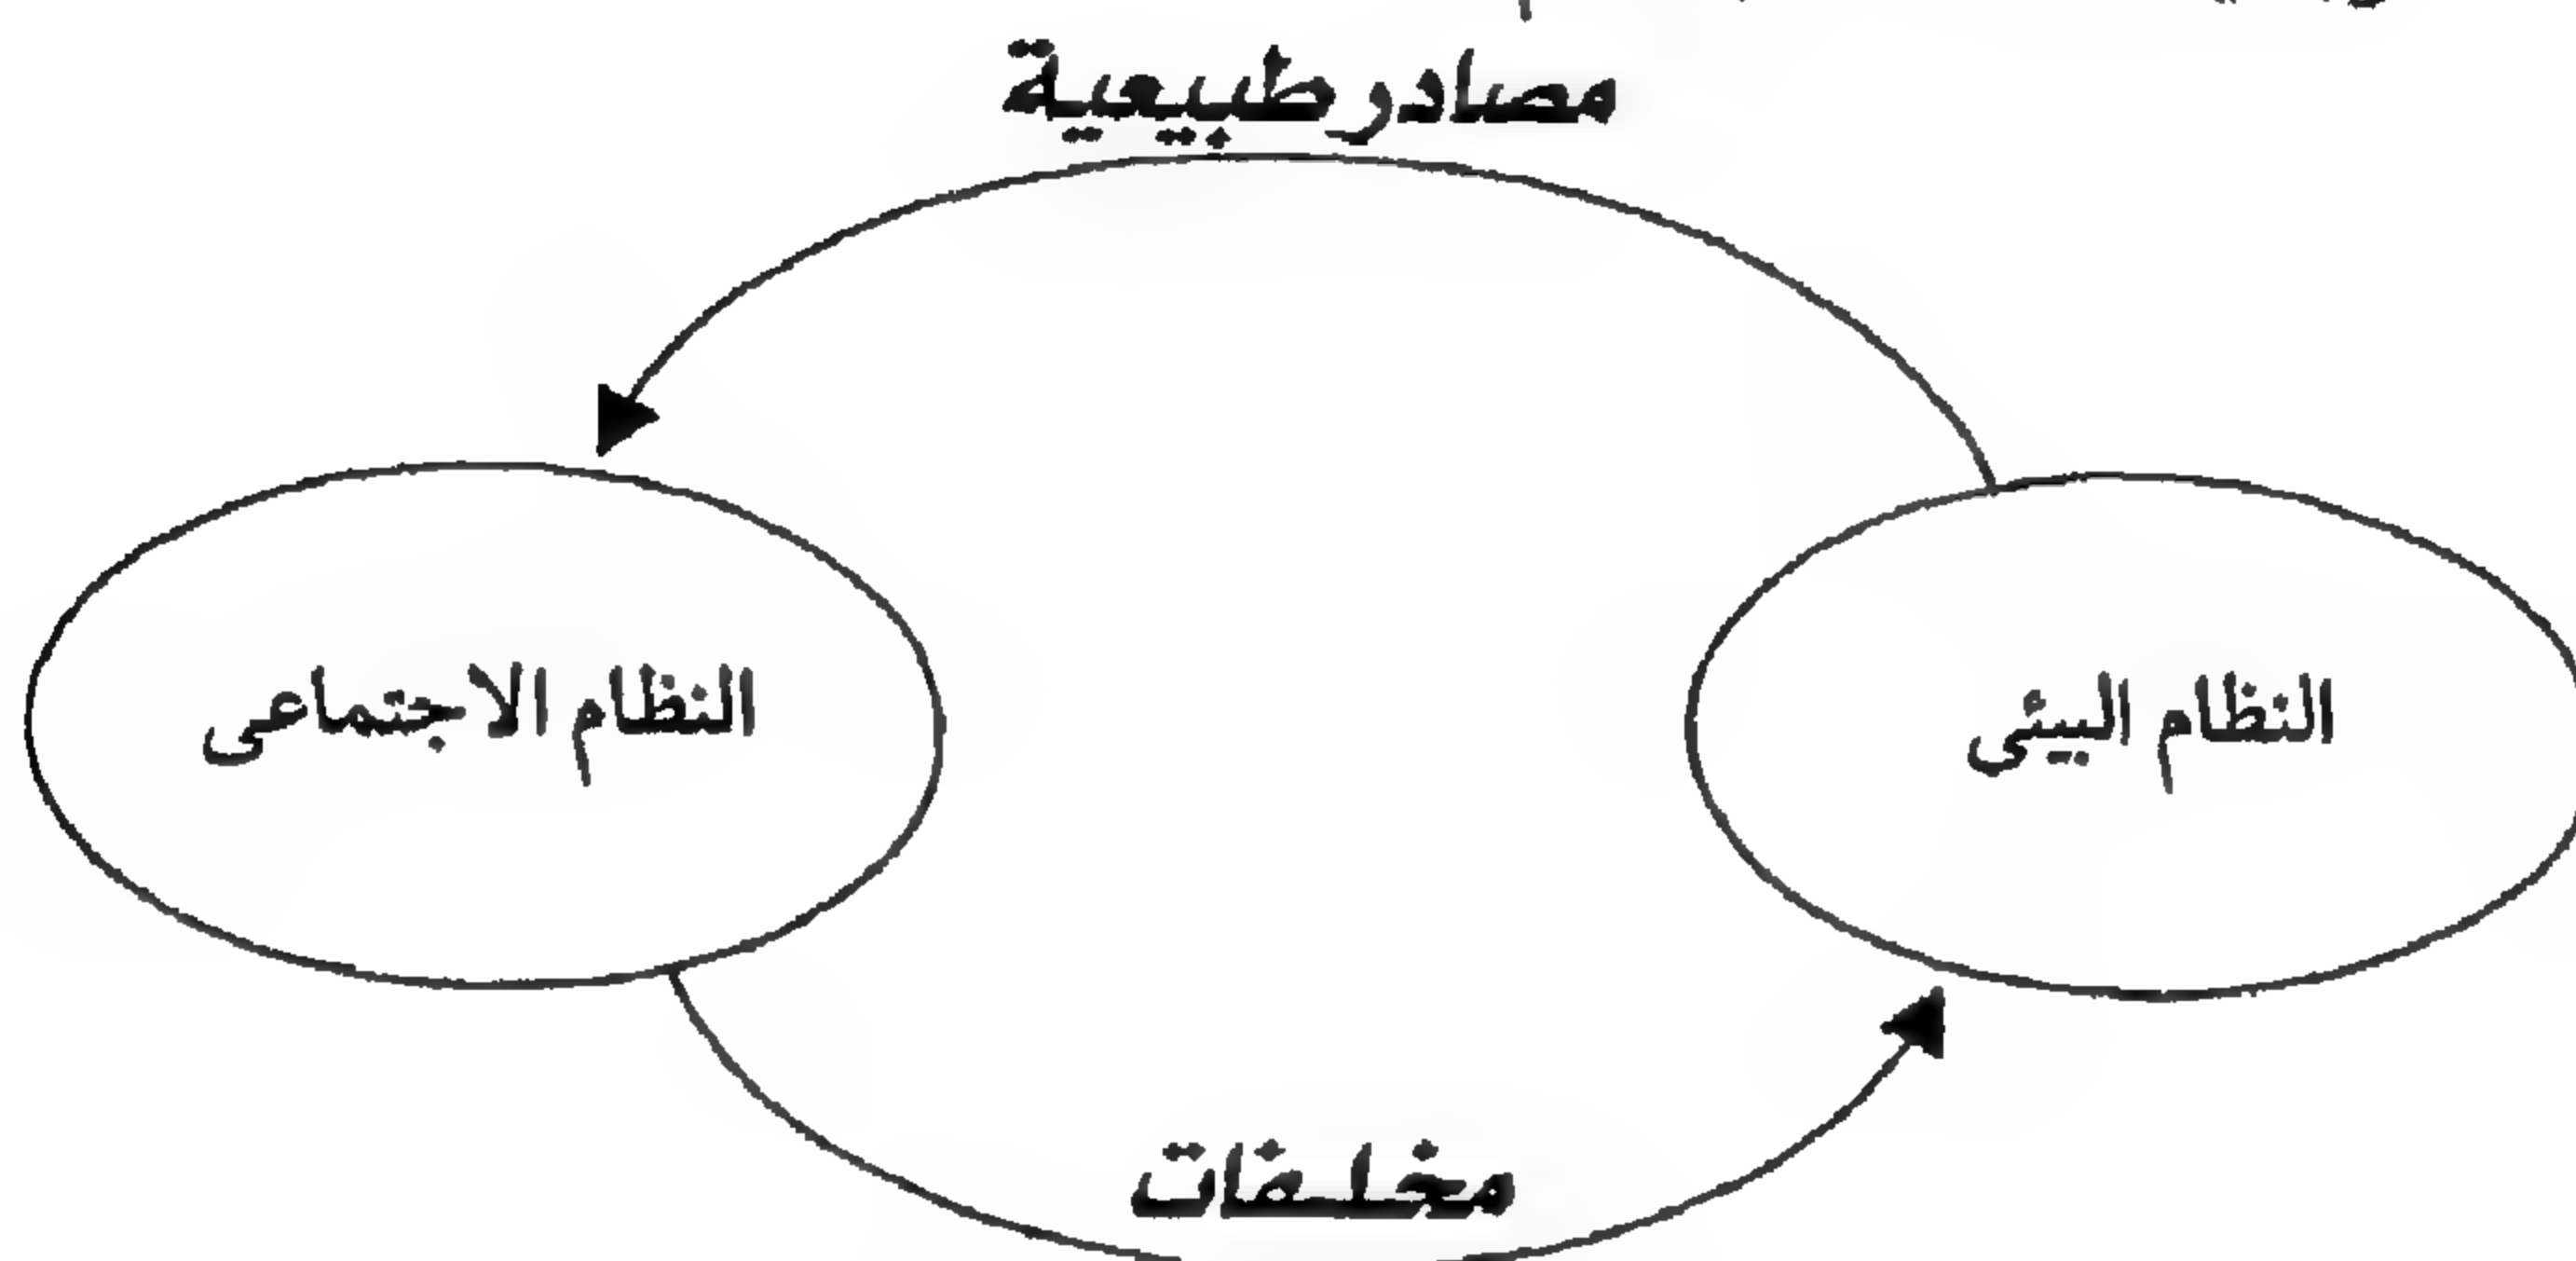 مصادر طبيعية
النظام البيئى
النظام الاجتماعى
مخلفات